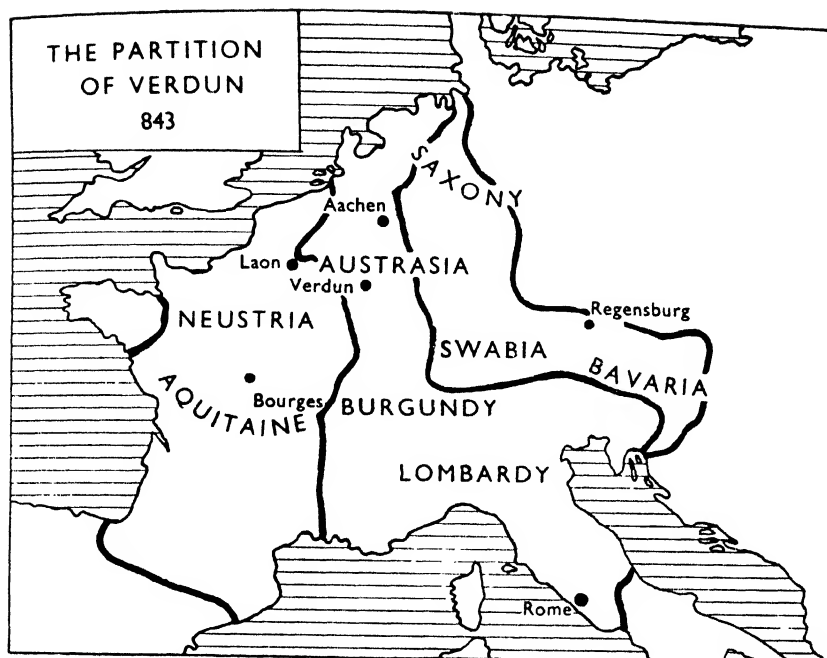 THE PARTITION
OF VERDUN
843
SAXONY
Aachen
Laon
AUSTRASIA
Verdun
Regensburg
NEUSTRIA
SWABIA
BAVARIA
AQUITAINE
Bourges
BURGUNDY
LOMBARDY
Rome